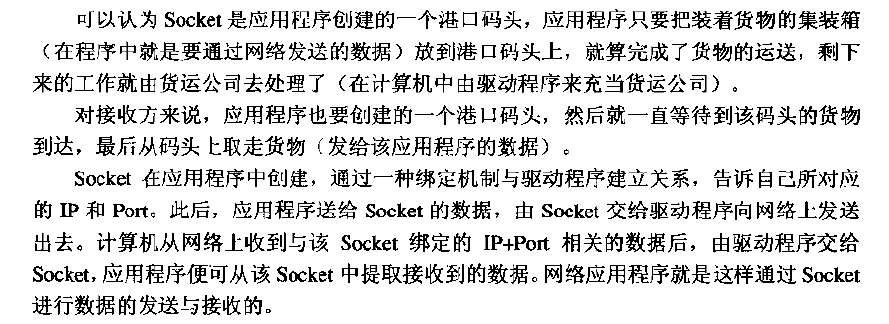 可以认为 Socket 是应用程序创建的一个港口码头，应用程序只要把装着货物的集装箱
（在程序中就是要通过网络发送的数据）放到港口码头上，就算完成了货物的运送，剩下
来的工作就由货运公司去处理了（在计算机中由驱动程序来充当货运公司）。
对接收方来说，应用程序也要创建的一个港口码头，然后就一直等待到该码头的货物
到达，最后从码头上取走货物（发给该应用程序的数据）。
Socket 在应用程序中创建，通过一种绑定机制与驱动程序建立关系，告诉自己所对应
的 IP 和 Port。此后，应用程序送给 Socket 的数据，由 Socket 交给驱动程序向网络上发送
出去。计算机从网络上收到与该 Socket 绑定的 IP+Port 相关的数据后，由驱动程序交给
Socket，应用程序便可从该 Socket 中提取接收到的数据。网络应用程序就是这样通过 Socket
进行数据的发送与接收的。